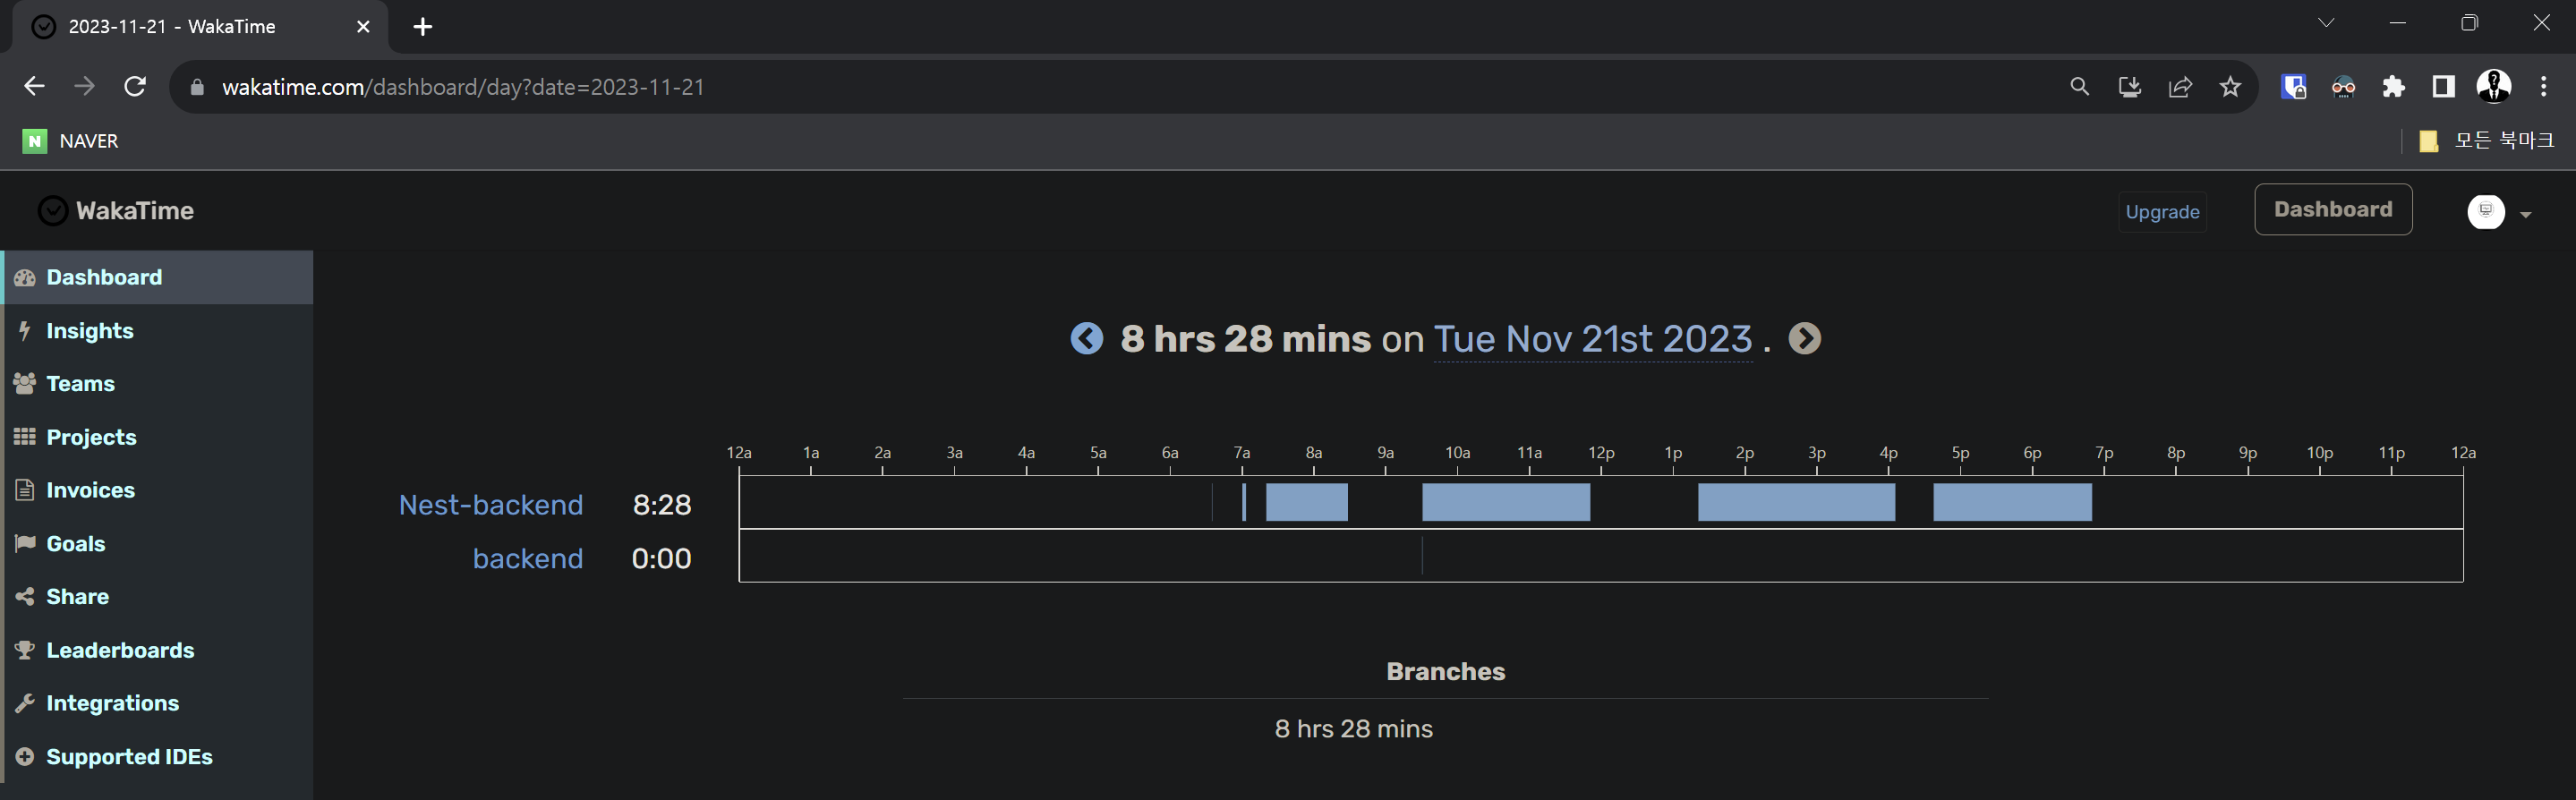 2023-11-21 - WakaTime
wakatime.com/dashboard/day?date=2023-11-21
N NAVER
모든 북마크
WakaTime
Upgrade
Dashboard
Dashboard
Insights
Teams
Projects
Invoices
Goals
Share
Leaderboards
Integrations
Supported IDEs
8 hrs 28 mins on Tue Nov 21st 2023 .
12a 1a 2a 3a 4a 5a 6a 7a 8a 9a 10a 11a 12p 1p 2p 3p 4p 5p 6p 7p 8p 9p 10p 11p 12a
Nest-backend 8:28
backend 0:00
Branches
8 hrs 28 mins